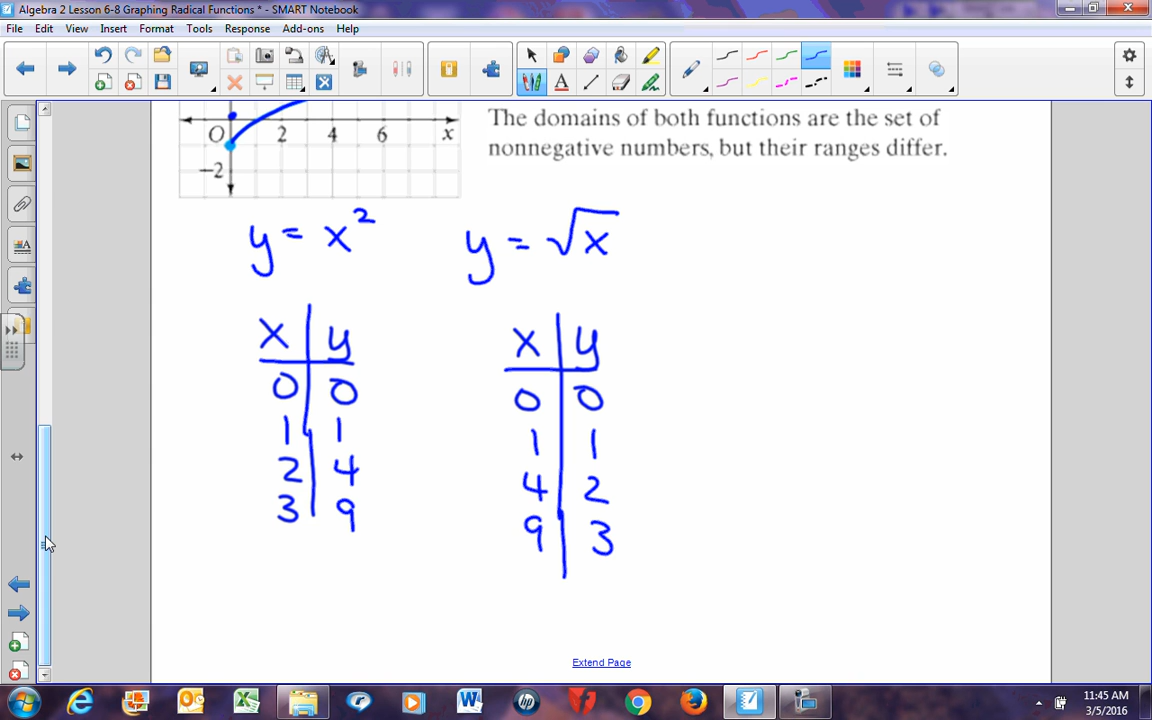 Algebra 2 Lesson 6-8 Graphing Radical Functions * - SMART Notebook
File Edit View Insert Format Tools Response Add-ons Help
The domains of both functions are the set of
nonnegative numbers, but their ranges differ.
O 2 4 6 x
−2
y = x²
y = √x
x y
0 0
1 1
2 4
3 9
x y
0 0
1 1
4 2
9 3
Extend Page
11:45 AM
3/5/2016